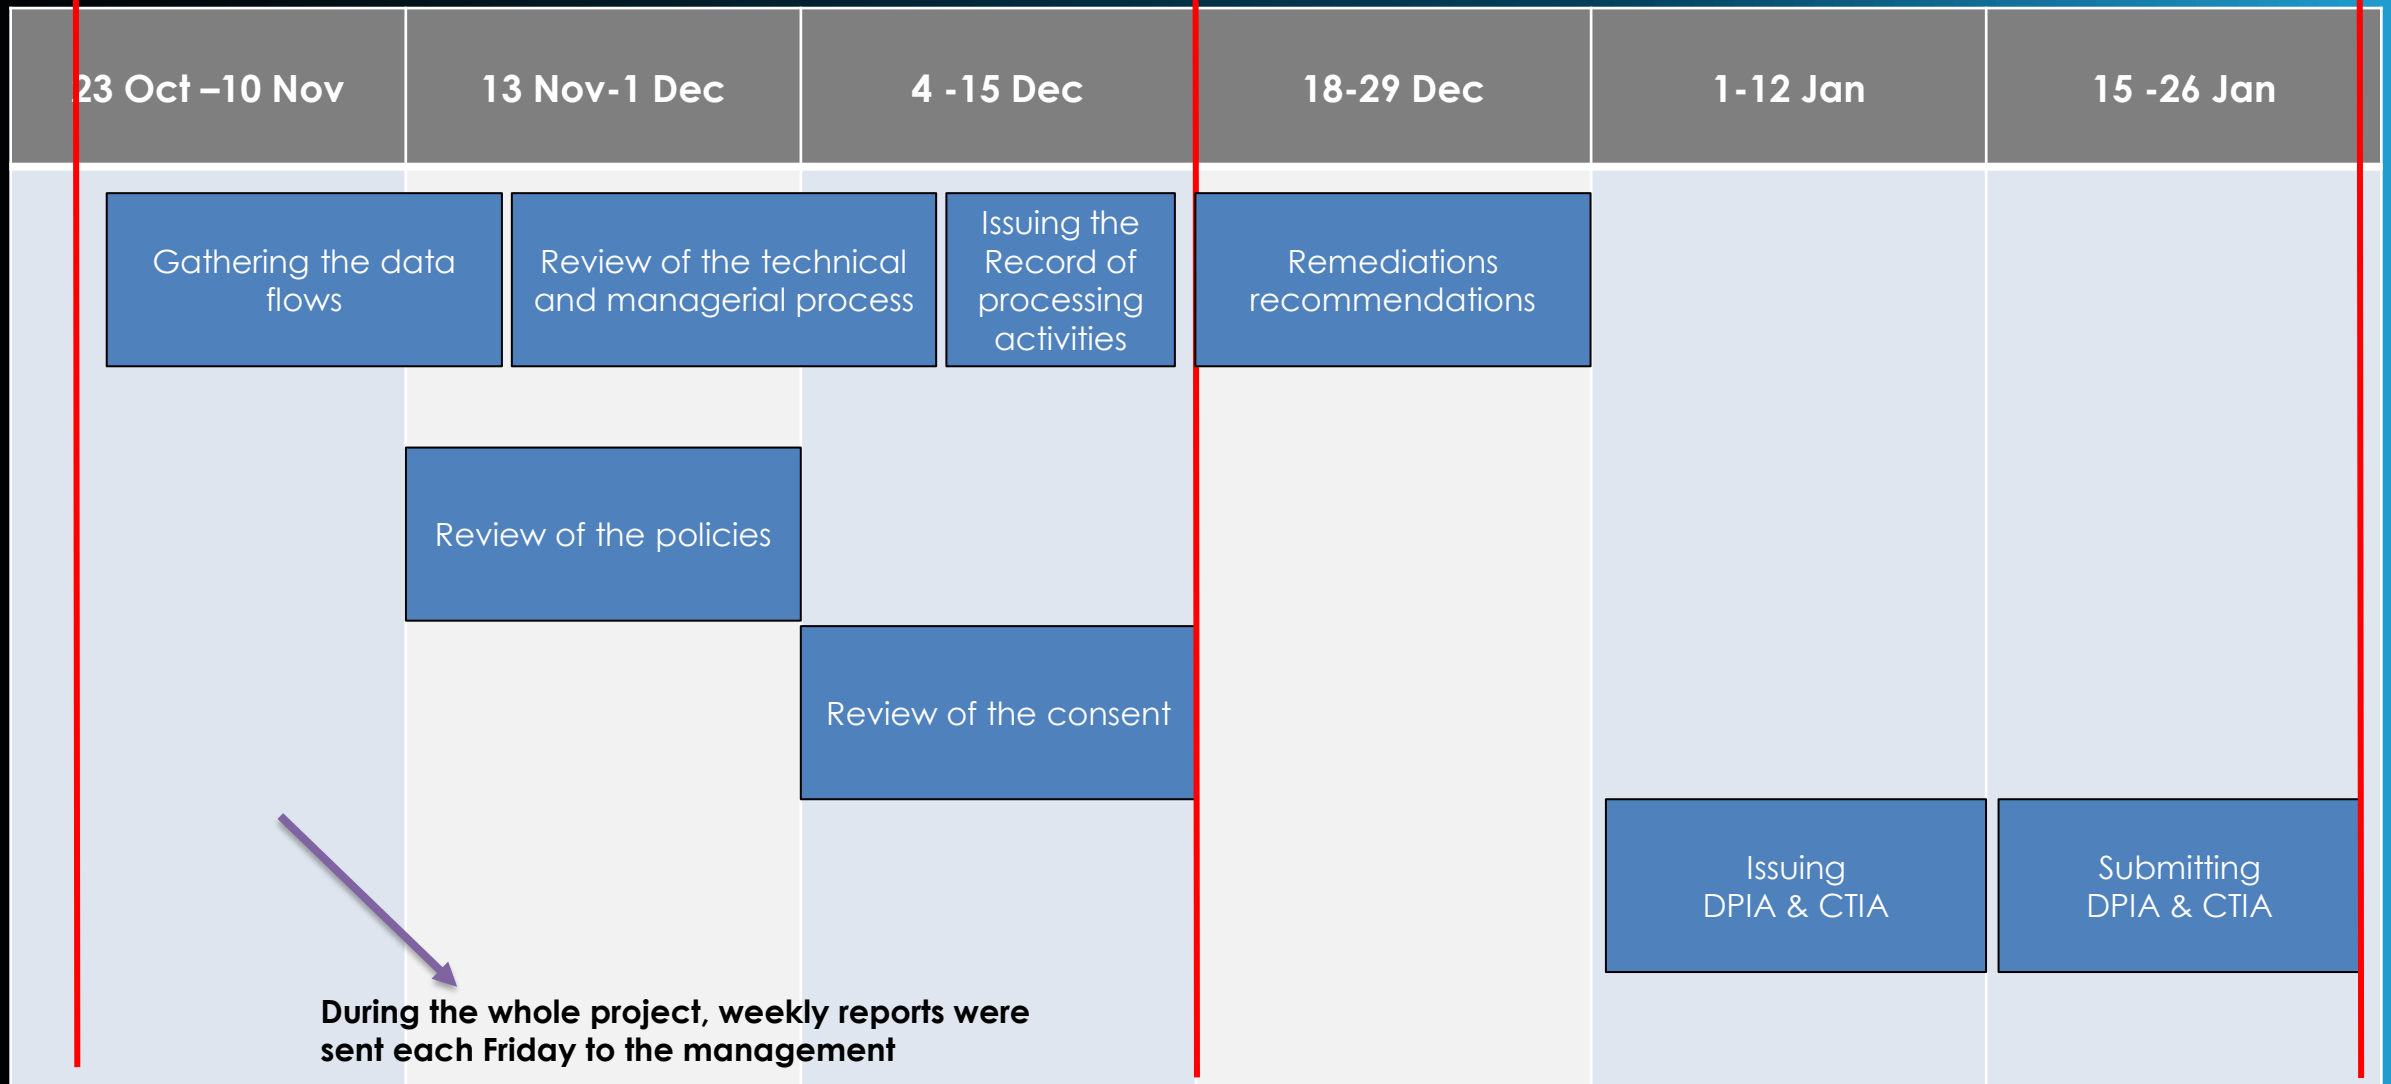 23 Oct –10 Nov
13 Nov-1 Dec
4 -15 Dec
18-29 Dec
1-12 Jan
15 -26 Jan
Gathering the data
flows
Review of the technical
and managerial process
Issuing the
Record of
processing
activities
Remediations
recommendations
Review of the policies
Review of the consent
Issuing
DPIA & CTIA
Submitting
DPIA & CTIA
During the whole project, weekly reports were
sent each Friday to the management